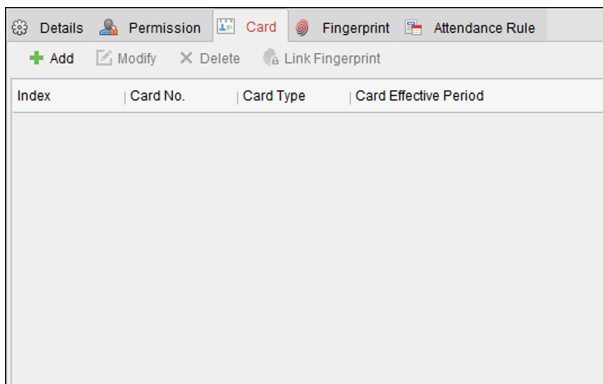 Details Permission Card Fingerprint Attendance Rule
Add Modify Delete Link Fingerprint
Index Card No. Card Type Card Effective Period